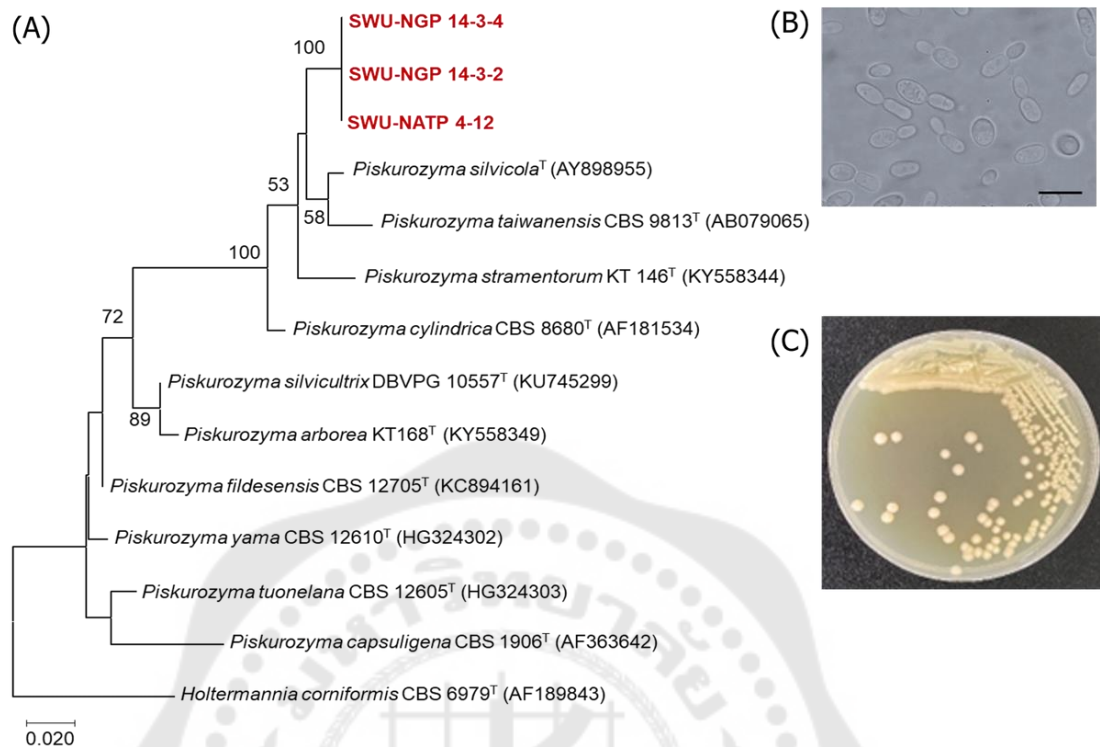 (A)
100
SWU-NGP 14-3-4
SWU-NGP 14-3-2
SWU-NATP 4-12
Piskurozyma silvicolaᵀ (AY898955)
53
58
Piskurozyma taiwanensis CBS 9813ᵀ (AB079065)
100
Piskurozyma stramentorum KT 146ᵀ (KY558344)
Piskurozyma cylindrica CBS 8680ᵀ (AF181534)
72
Piskurozyma silvicultrix DBVPG 10557ᵀ (KU745299)
89
Piskurozyma arborea KT168ᵀ (KY558349)
Piskurozyma fildesensis CBS 12705ᵀ (KC894161)
Piskurozyma yama CBS 12610ᵀ (HG324302)
Piskurozyma tuonelana CBS 12605ᵀ (HG324303)
Piskurozyma capsuligena CBS 1906ᵀ (AF363642)
Holtermannia corniformis CBS 6979ᵀ (AF189843)
0.020
(B)
(C)